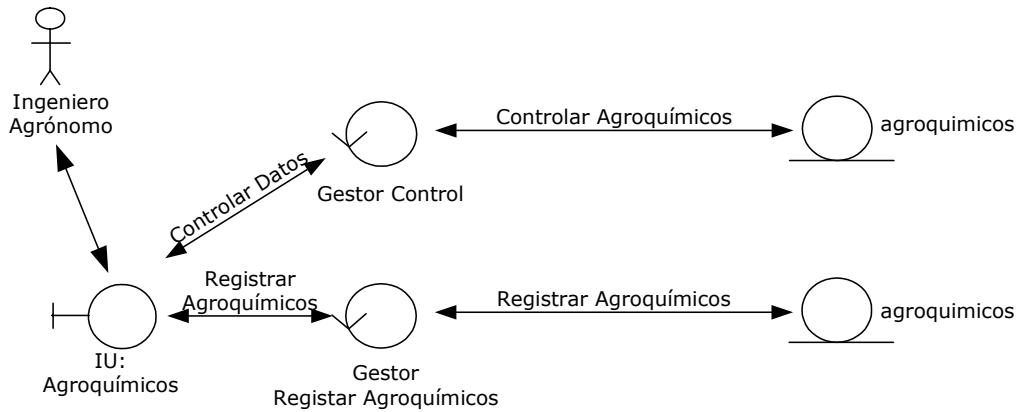 Ingeniero
Agrónomo
Controlar Agroquímicos
agroquimicos
Controlar Datos
Gestor Control
Registrar
Agroquímicos
Registrar Agroquímicos
agroquimicos
IU:
Agroquímicos
Gestor
Registar Agroquímicos